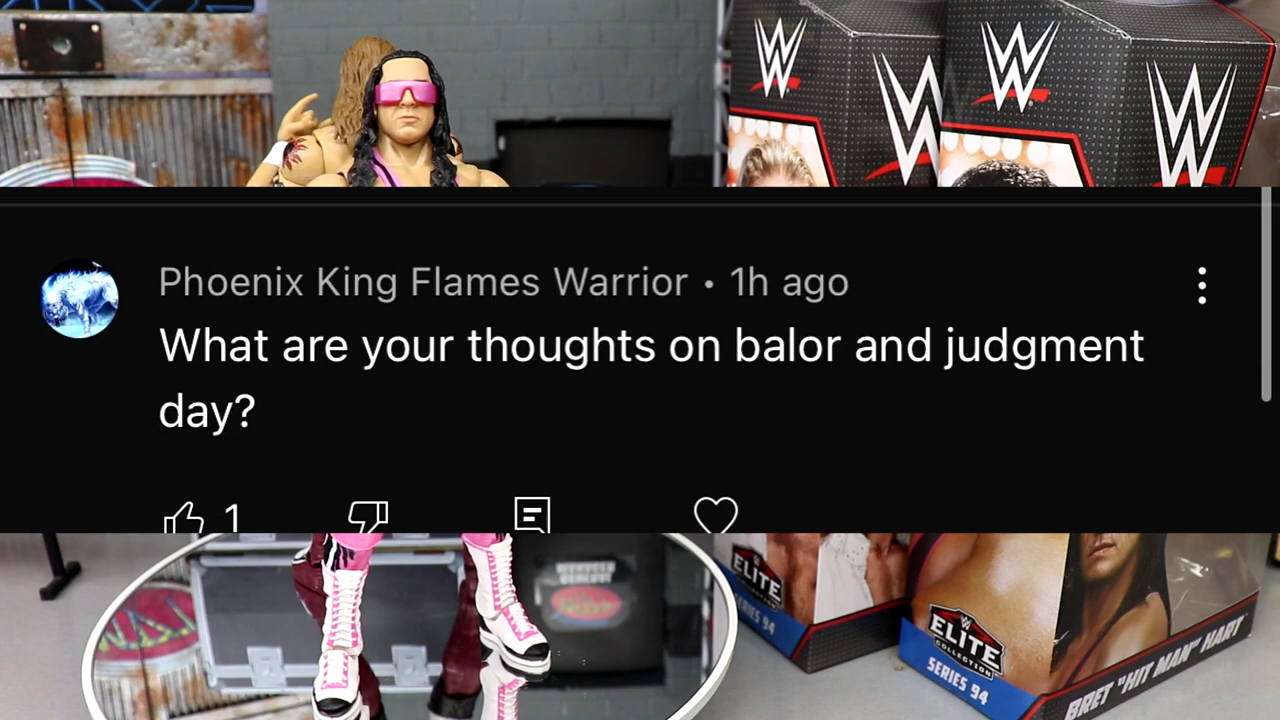 Phoenix King Flames Warrior • 1h ago
What are your thoughts on balor and judgment
day?
1
ELITE
SERIES 94
ELITE
COLLECTION
SERIES 94
BRET "HIT MAN" HART